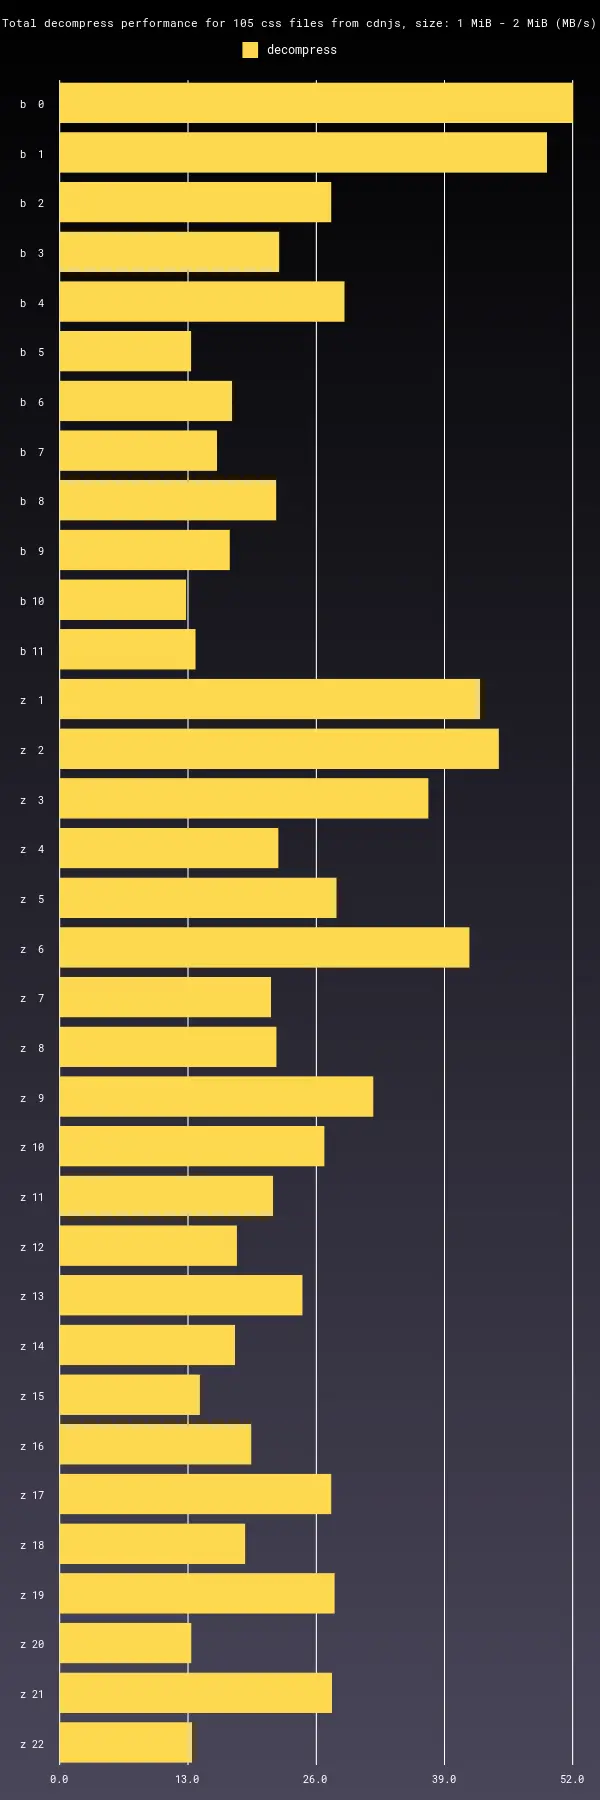 Total decompress performance for 105 css files from cdnjs, size: 1 MiB - 2 MiB (MB/s)
decompress
b 0
b 1
b 2
b 3
b 4
b 5
b 6
b 7
b 8
b 9
b 10
b 11
z 1
z 2
z 3
z 4
z 5
z 6
z 7
z 8
z 9
z 10
z 11
z 12
z 13
z 14
z 15
z 16
z 17
z 18
z 19
z 20
z 21
z 22
0.0 13.0 26.0 39.0 52.0